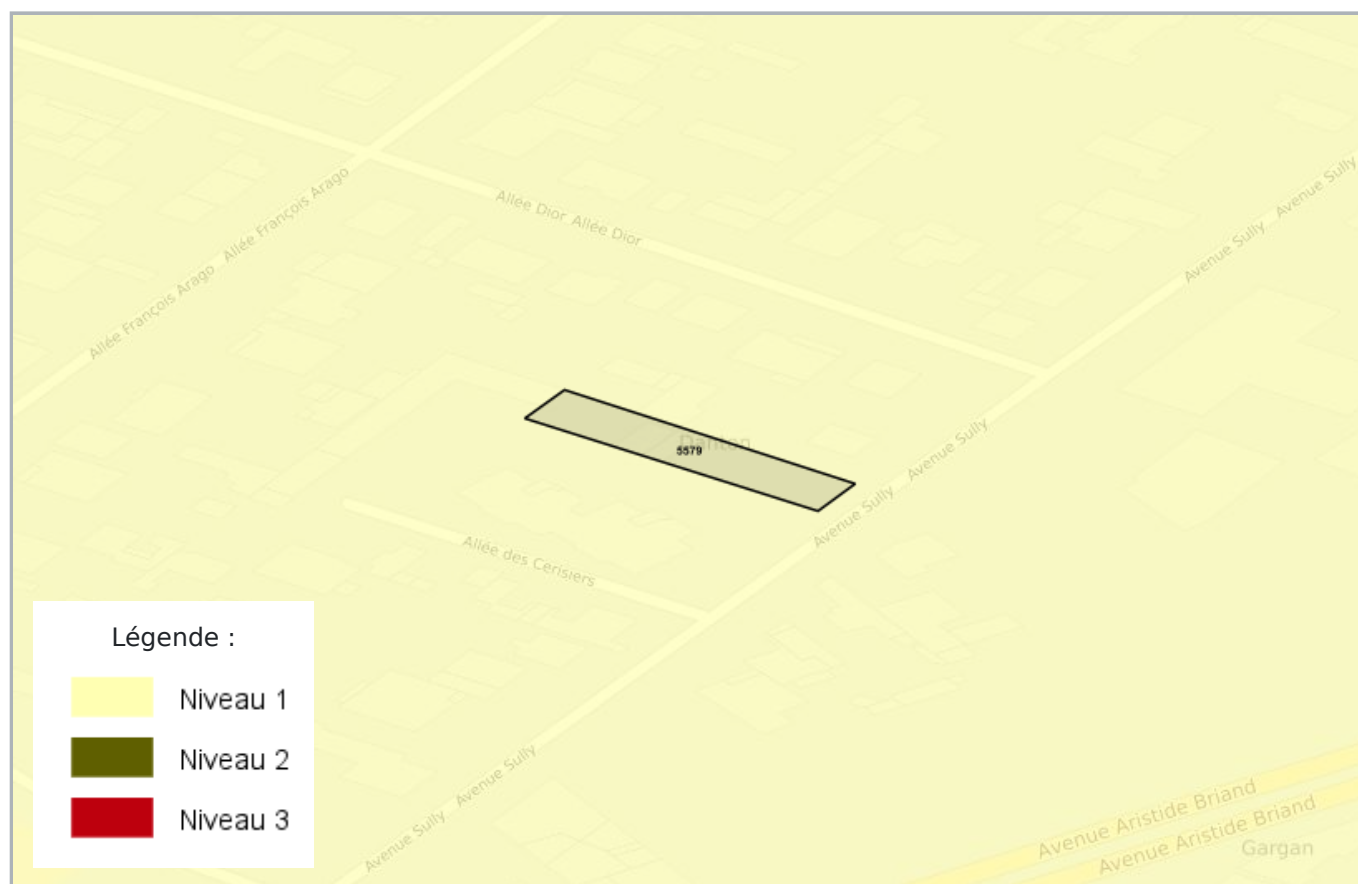 Allée François Arago
Allée François Arago
Allée Dior
Allée Dior
Avenue Sully
Avenue Sully
Danton
5579
Avenue Sully
Avenue Sully
Allée des Cerisiers
Légende :
Niveau 1
Niveau 2
Niveau 3
Avenue Sully
Avenue Sully
Avenue Aristide Briand
Avenue Aristide Briand
Gargan